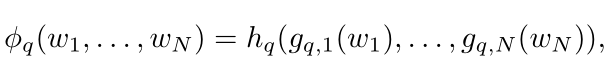 ϕ_q(w_1, …, w_N) = h_q(g_{q,1}(w_1), …, g_{q,N}(w_N)),